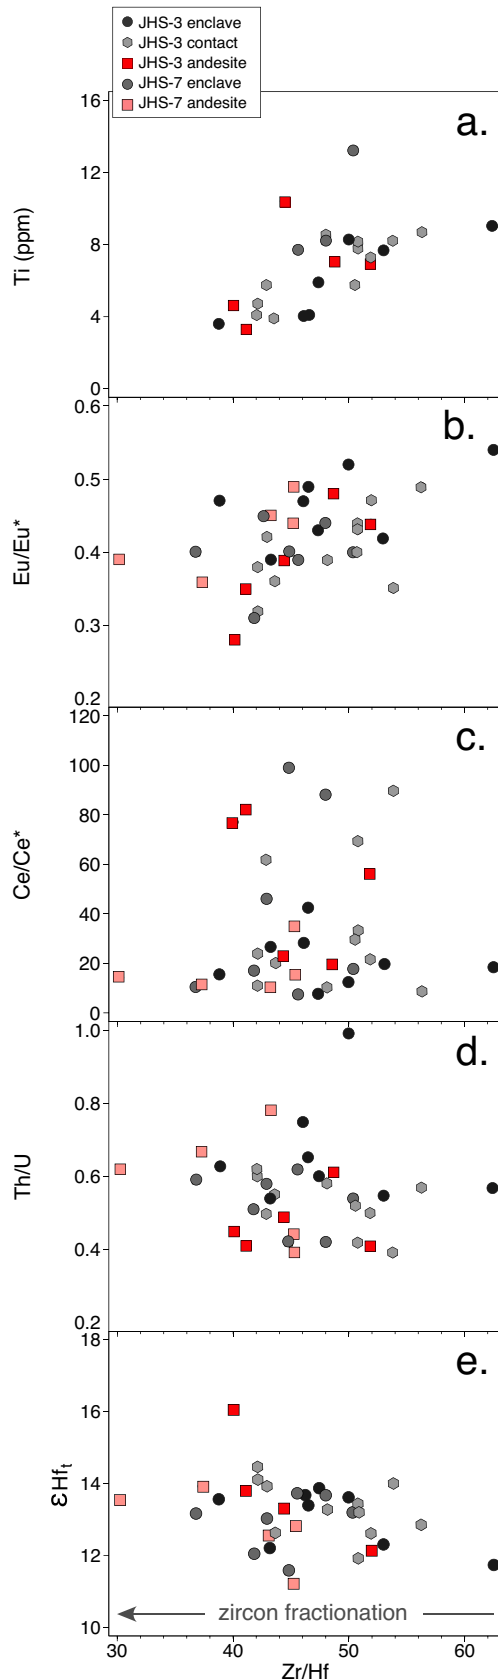 JHS-3 enclave
JHS-3 contact
JHS-3 andesite
JHS-7 enclave
JHS-7 andesite
a.
16
12
8
4
0
Ti (ppm)
b.
0.6
0.5
0.4
0.3
0.2
Eu/Eu*
c.
120
100
80
60
40
20
0
Ce/Ce*
d.
1.0
0.8
0.6
0.4
0.2
Th/U
e.
18
16
14
12
10
εHft
zircon fractionation
30 40 50 60
Zr/Hf